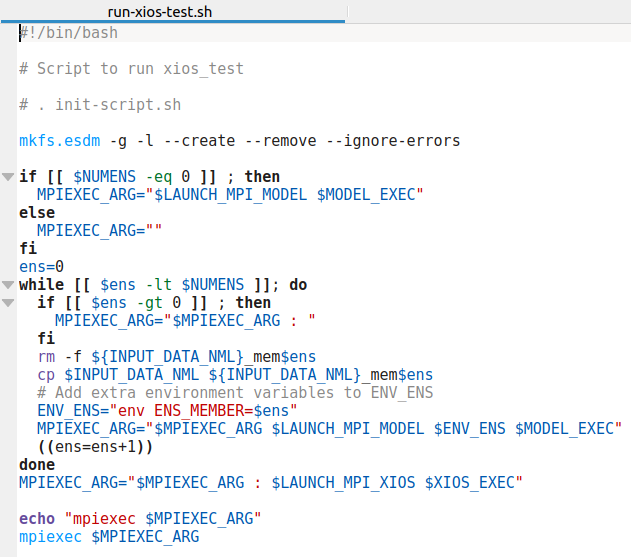 run-xios-test.sh
#!/bin/bash
# Script to run xios_test
# . init-script.sh
mkfs.esdm -g -l --create --remove --ignore-errors
if [[ $NUMENS -eq 0 ]] ; then
  MPIEXEC_ARG="$LAUNCH_MPI_MODEL $MODEL_EXEC"
else
  MPIEXEC_ARG=""
fi
ens=0
while [[ $ens -lt $NUMENS ]]; do
  if [[ $ens -gt 0 ]] ; then
    MPIEXEC_ARG="$MPIEXEC_ARG : "
  fi
  rm -f ${INPUT_DATA_NML}_mem$ens
  cp $INPUT_DATA_NML ${INPUT_DATA_NML}_mem$ens
  # Add extra environment variables to ENV_ENS
  ENV_ENS="env ENS_MEMBER=$ens"
  MPIEXEC_ARG="$MPIEXEC_ARG $LAUNCH_MPI_MODEL $ENV_ENS $MODEL_EXEC"
  ((ens=ens+1))
done
MPIEXEC_ARG="$MPIEXEC_ARG : $LAUNCH_MPI_XIOS $XIOS_EXEC"
echo "mpiexec $MPIEXEC_ARG"
mpiexec $MPIEXEC_ARG